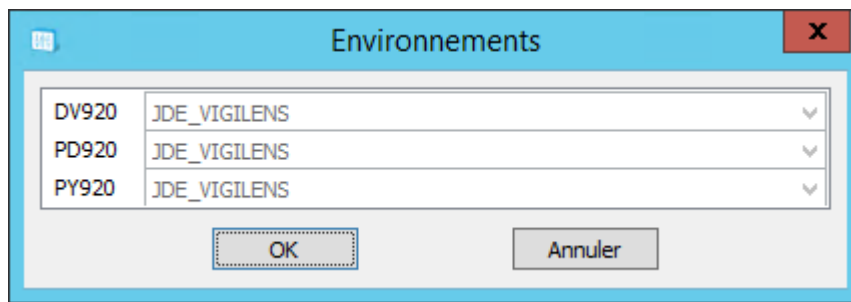 Environnements
DV920 JDE_VIGILENS
PD920 JDE_VIGILENS
PY920 JDE_VIGILENS
OK Annuler